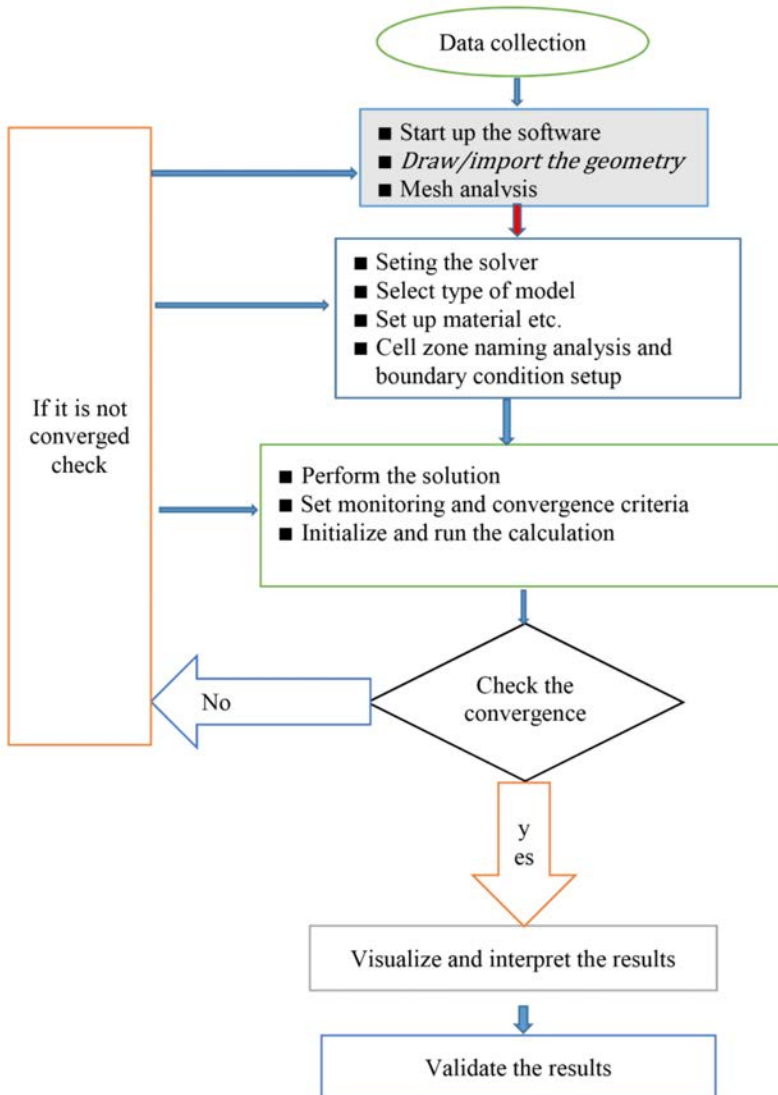 Data collection
■ Start up the software
■ Draw/import the geometry
■ Mesh analysis
■ Seting the solver
■ Select type of model
■ Set up material etc.
■ Cell zone naming analysis and
boundary condition setup
If it is not
converged
check
■ Perform the solution
■ Set monitoring and convergence criteria
■ Initialize and run the calculation
Check the
convergence
No
y
es
Visualize and interpret the results
Validate the results